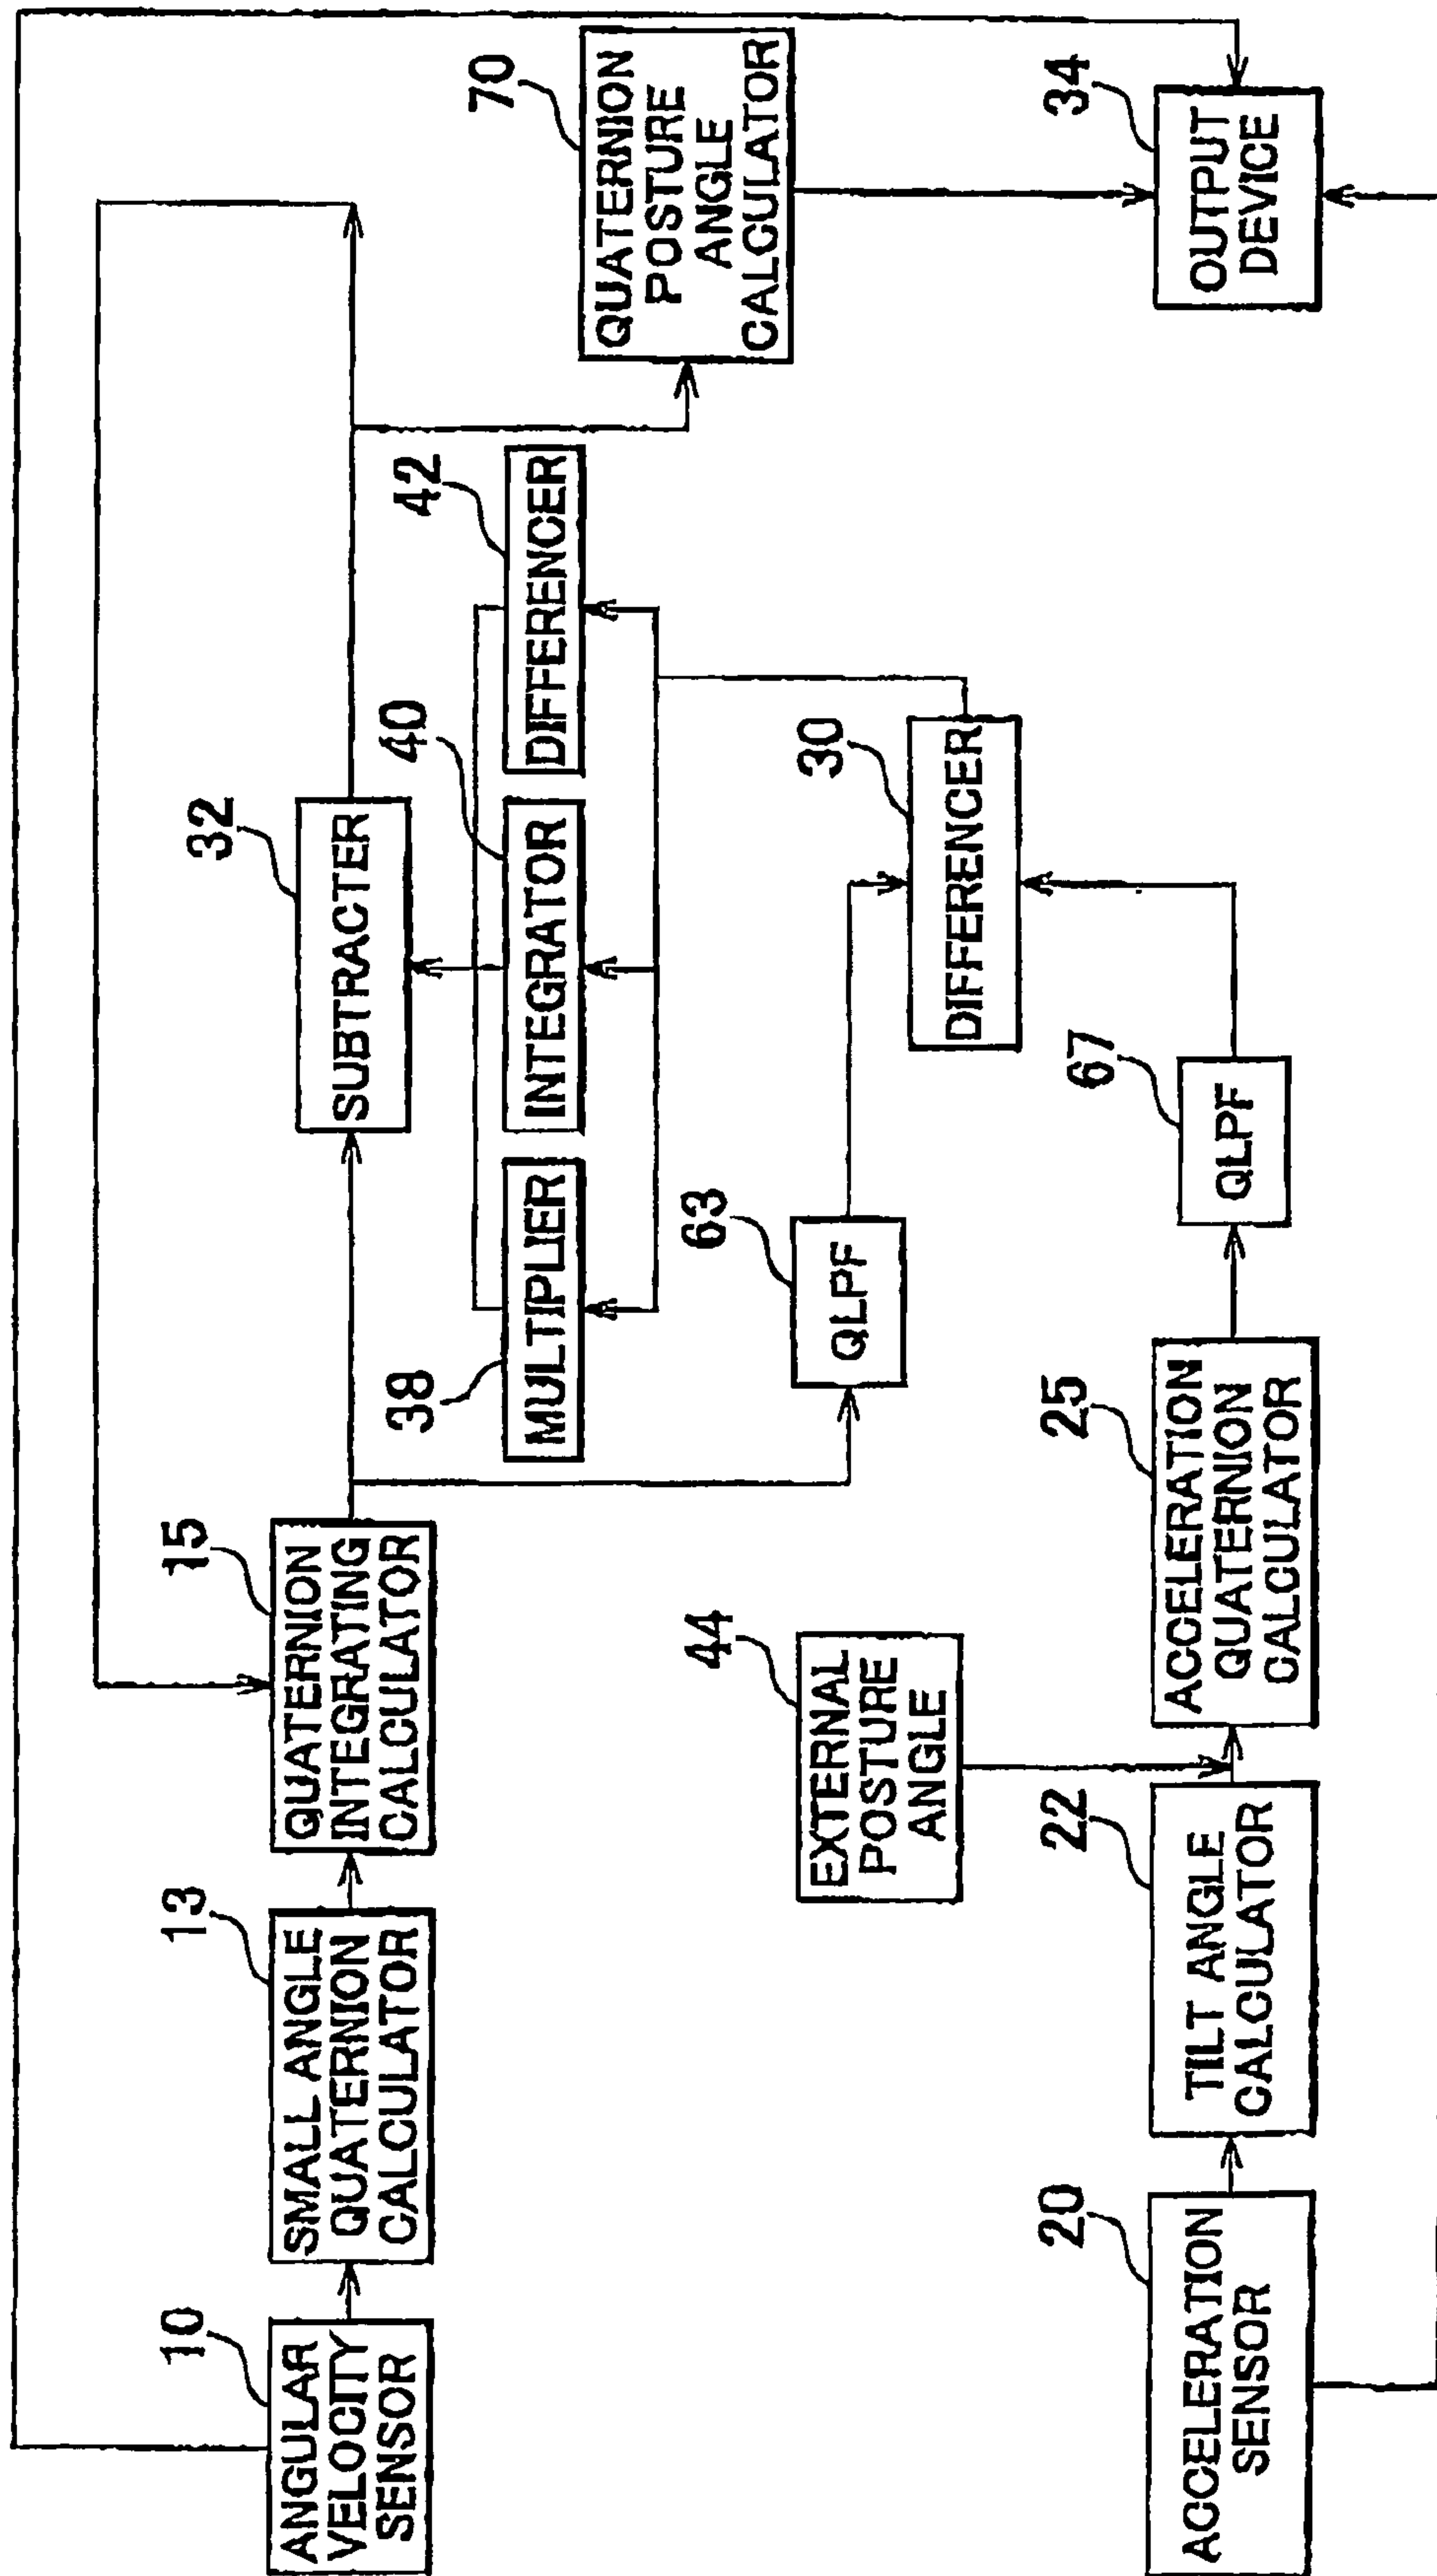 10
ANGULAR
VELOCITY
SENSOR
13
SMALL ANGLE
QUATERNION
CALCULATOR
15
QUATERNION
INTEGRATING
CALCULATOR
32
SUBTRACTER
38
MULTIPLIER
40
INTEGRATOR
42
DIFFERENCER
70
QUATERNION
POSTURE
ANGLE
CALCULATOR
63
QLPF
30
DIFFERENCER
44
EXTERNAL
POSTURE
ANGLE
20
ACCELERATION
SENSOR
22
TILT ANGLE
CALCULATOR
25
ACCELERATION
QUATERNION
CALCULATOR
67
QLPF
34
OUTPUT
DEVICE